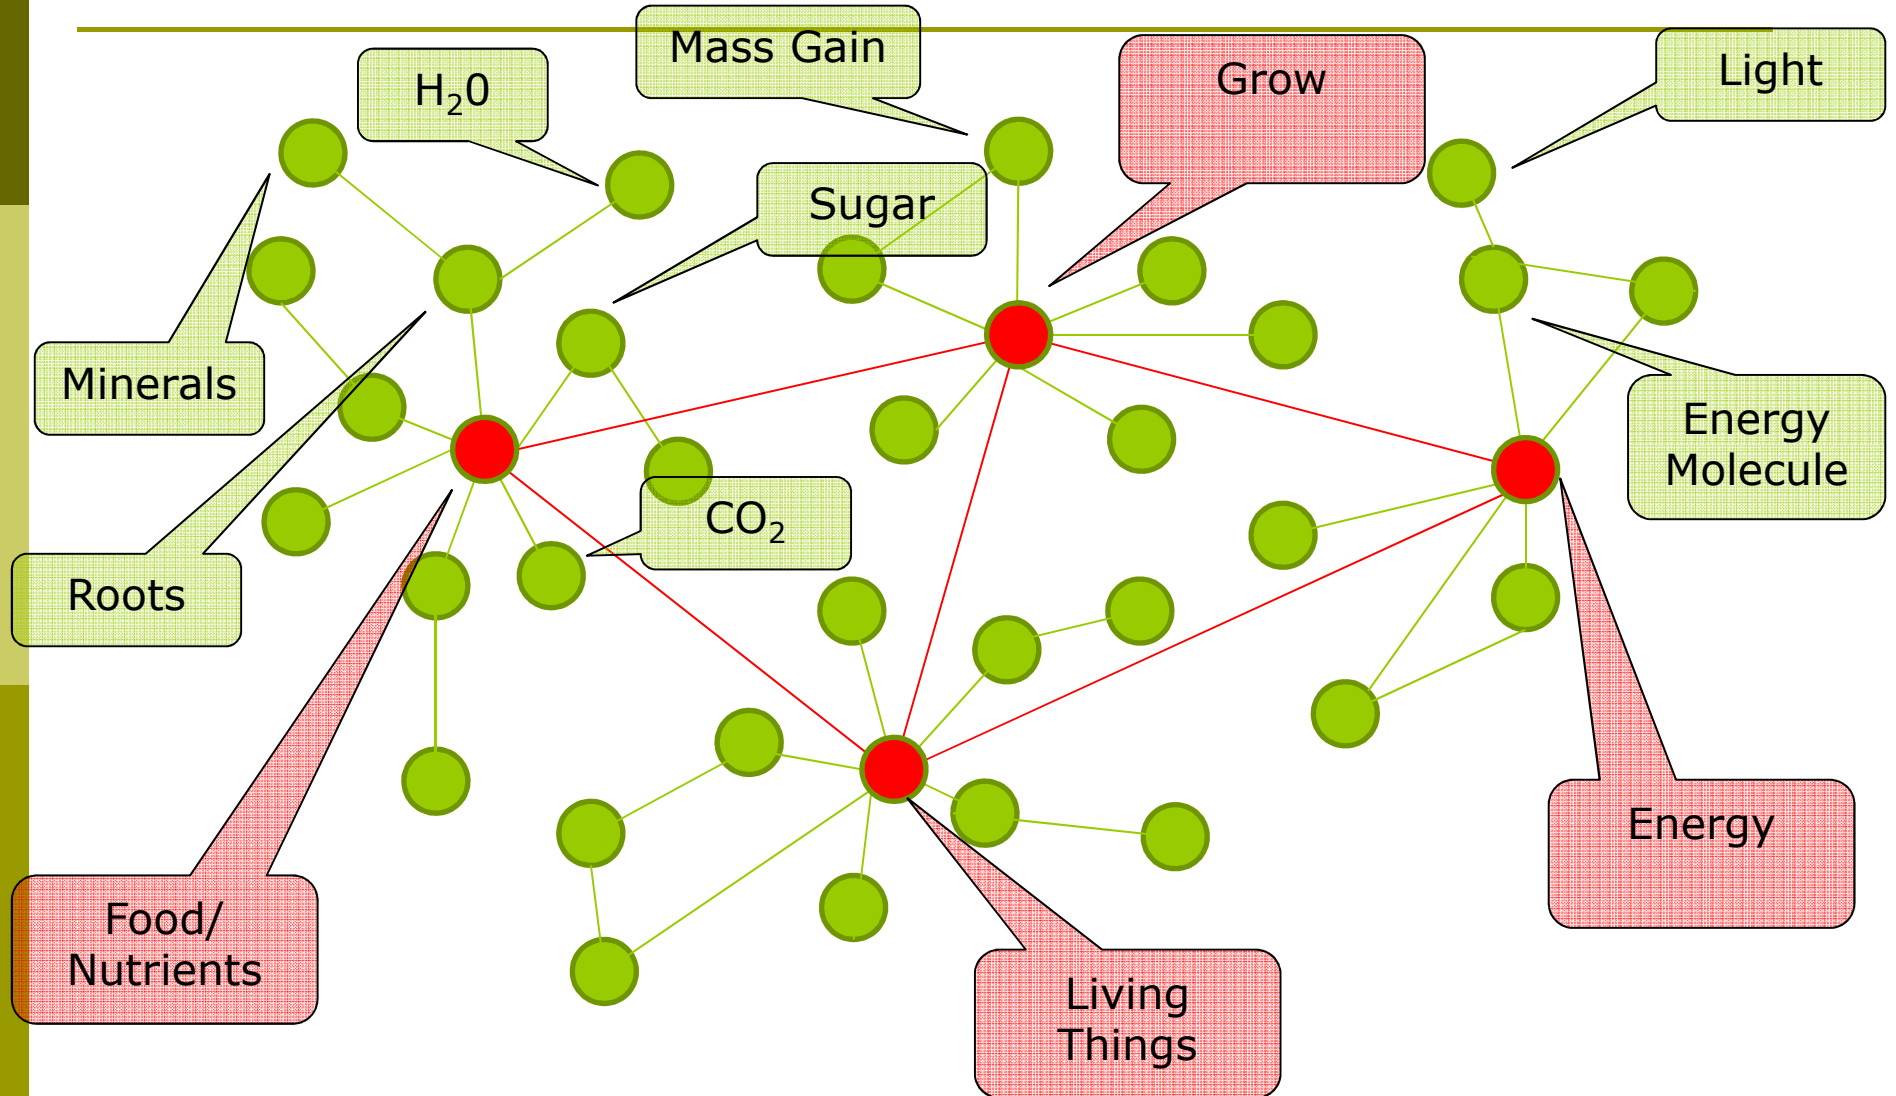 Mass Gain
Light
Grow
H₂0
Sugar
Minerals
Energy
Molecule
CO₂
Roots
Energy
Food/
Nutrients
Living
Things